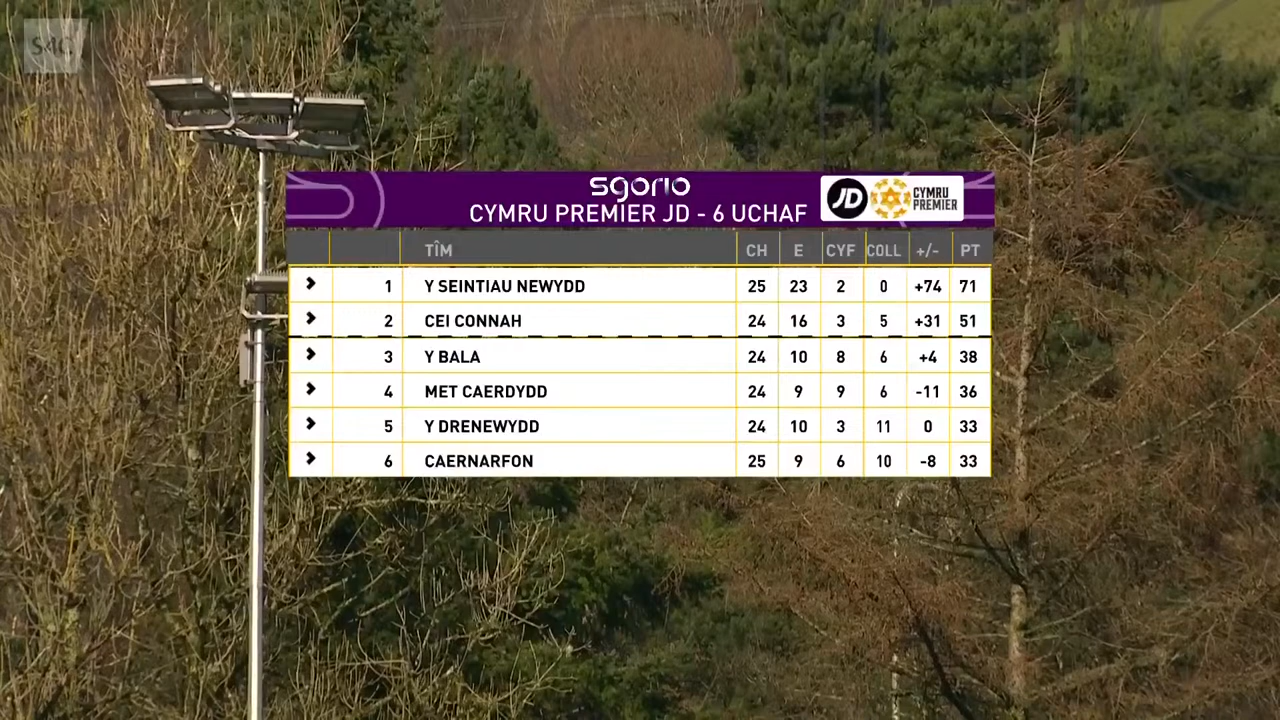 S4C
sgorio
CYMRU PREMIER JD - 6 UCHAF
JD CYMRU PREMIER
TÎM CH E CYF COLL +/- PT
1 Y SEINTIAU NEWYDD 25 23 2 0 +74 71
2 CEI CONNAH 24 16 3 5 +31 51
3 Y BALA 24 10 8 6 +4 38
4 MET CAERDYDD 24 9 9 6 -11 36
5 Y DRENEWYDD 24 10 3 11 0 33
6 CAERNARFON 25 9 6 10 -8 33